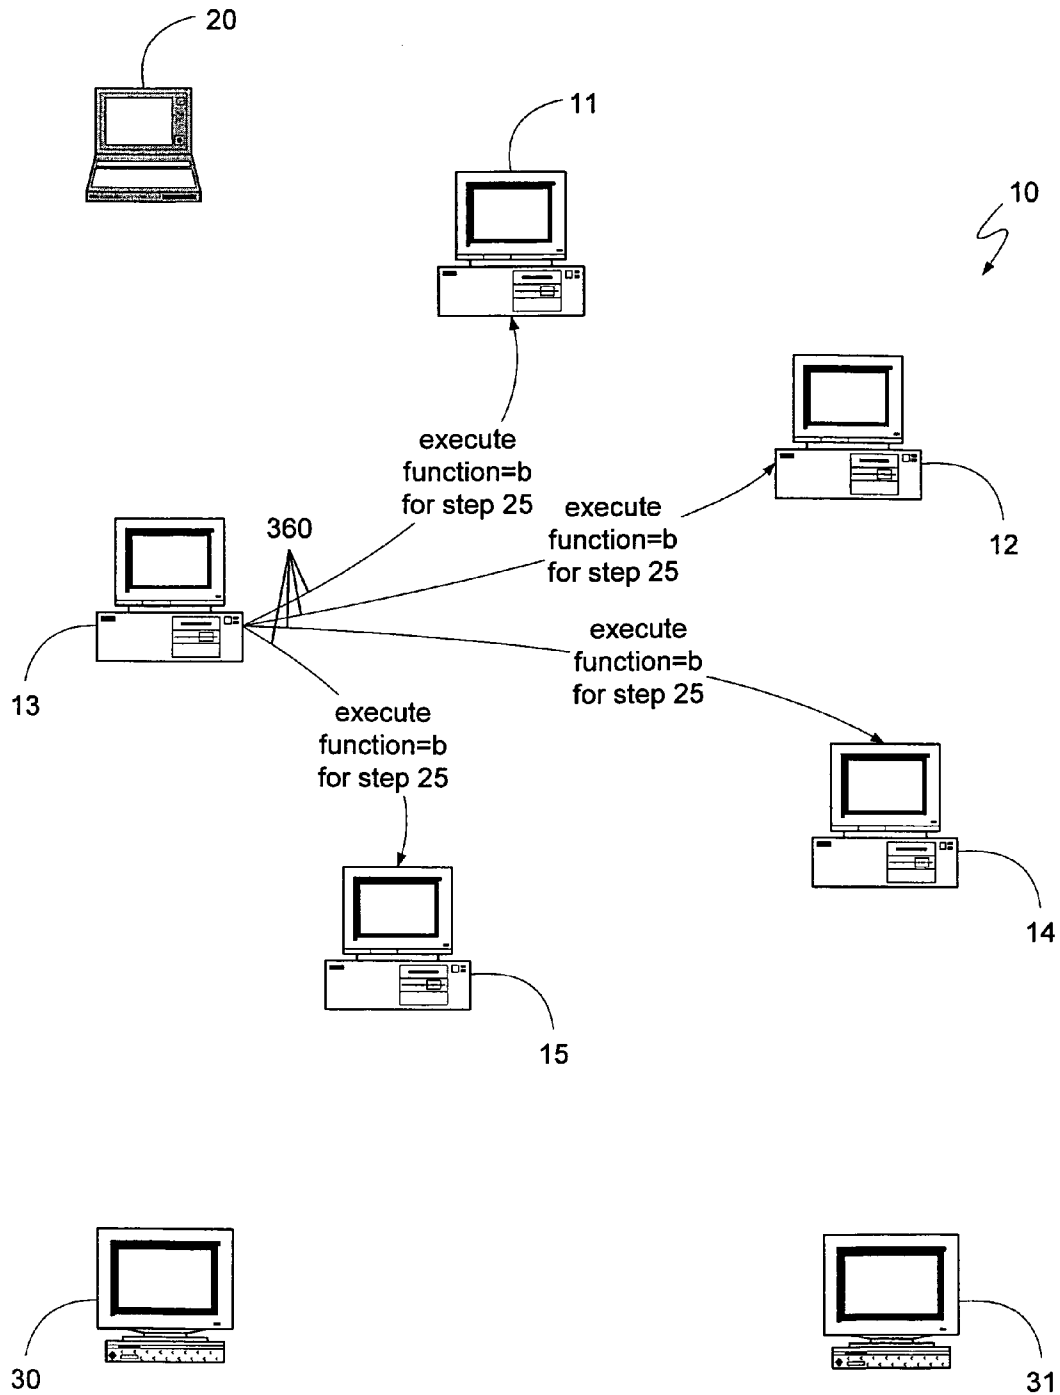 20
11
10
execute
function=b
for step 25
execute
function=b
for step 25
360
12
execute
function=b
for step 25
13
execute
function=b
for step 25
14
15
30
31